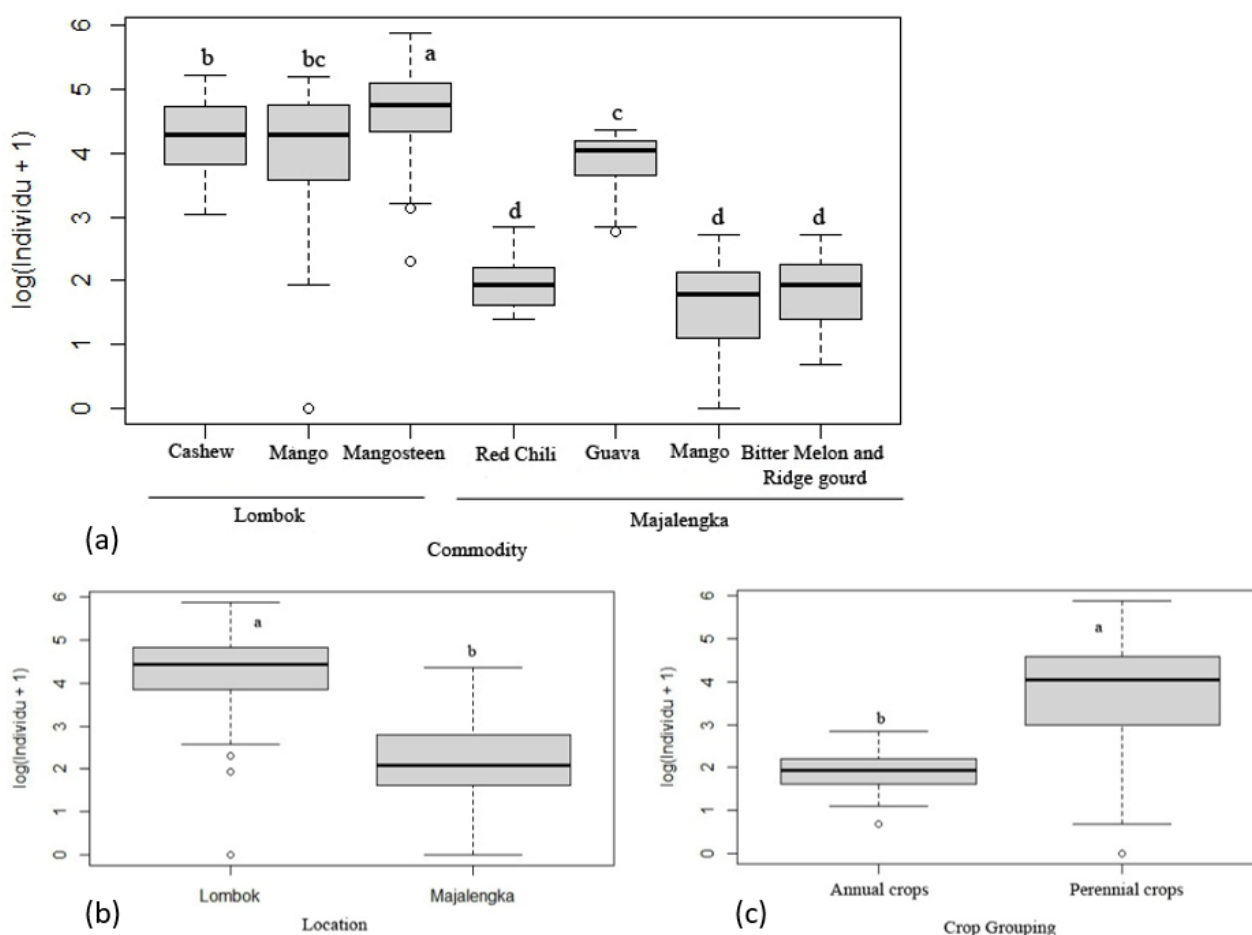 6
5
4
3
2
1
0
log(Individu + 1)
b
bc
a
d
c
d
d
Cashew
Mango
Mangosteen
Red Chili
Guava
Mango
Bitter Melon and
Ridge gourd
Lombok
Majalengka
(a)
Commodity
6
5
4
3
2
1
0
log(Individu + 1)
a
b
Lombok
Majalengka
(b)
Location
6
5
4
3
2
1
0
log(Individu + 1)
b
a
Annual crops
Perennial crops
(c)
Crop Grouping